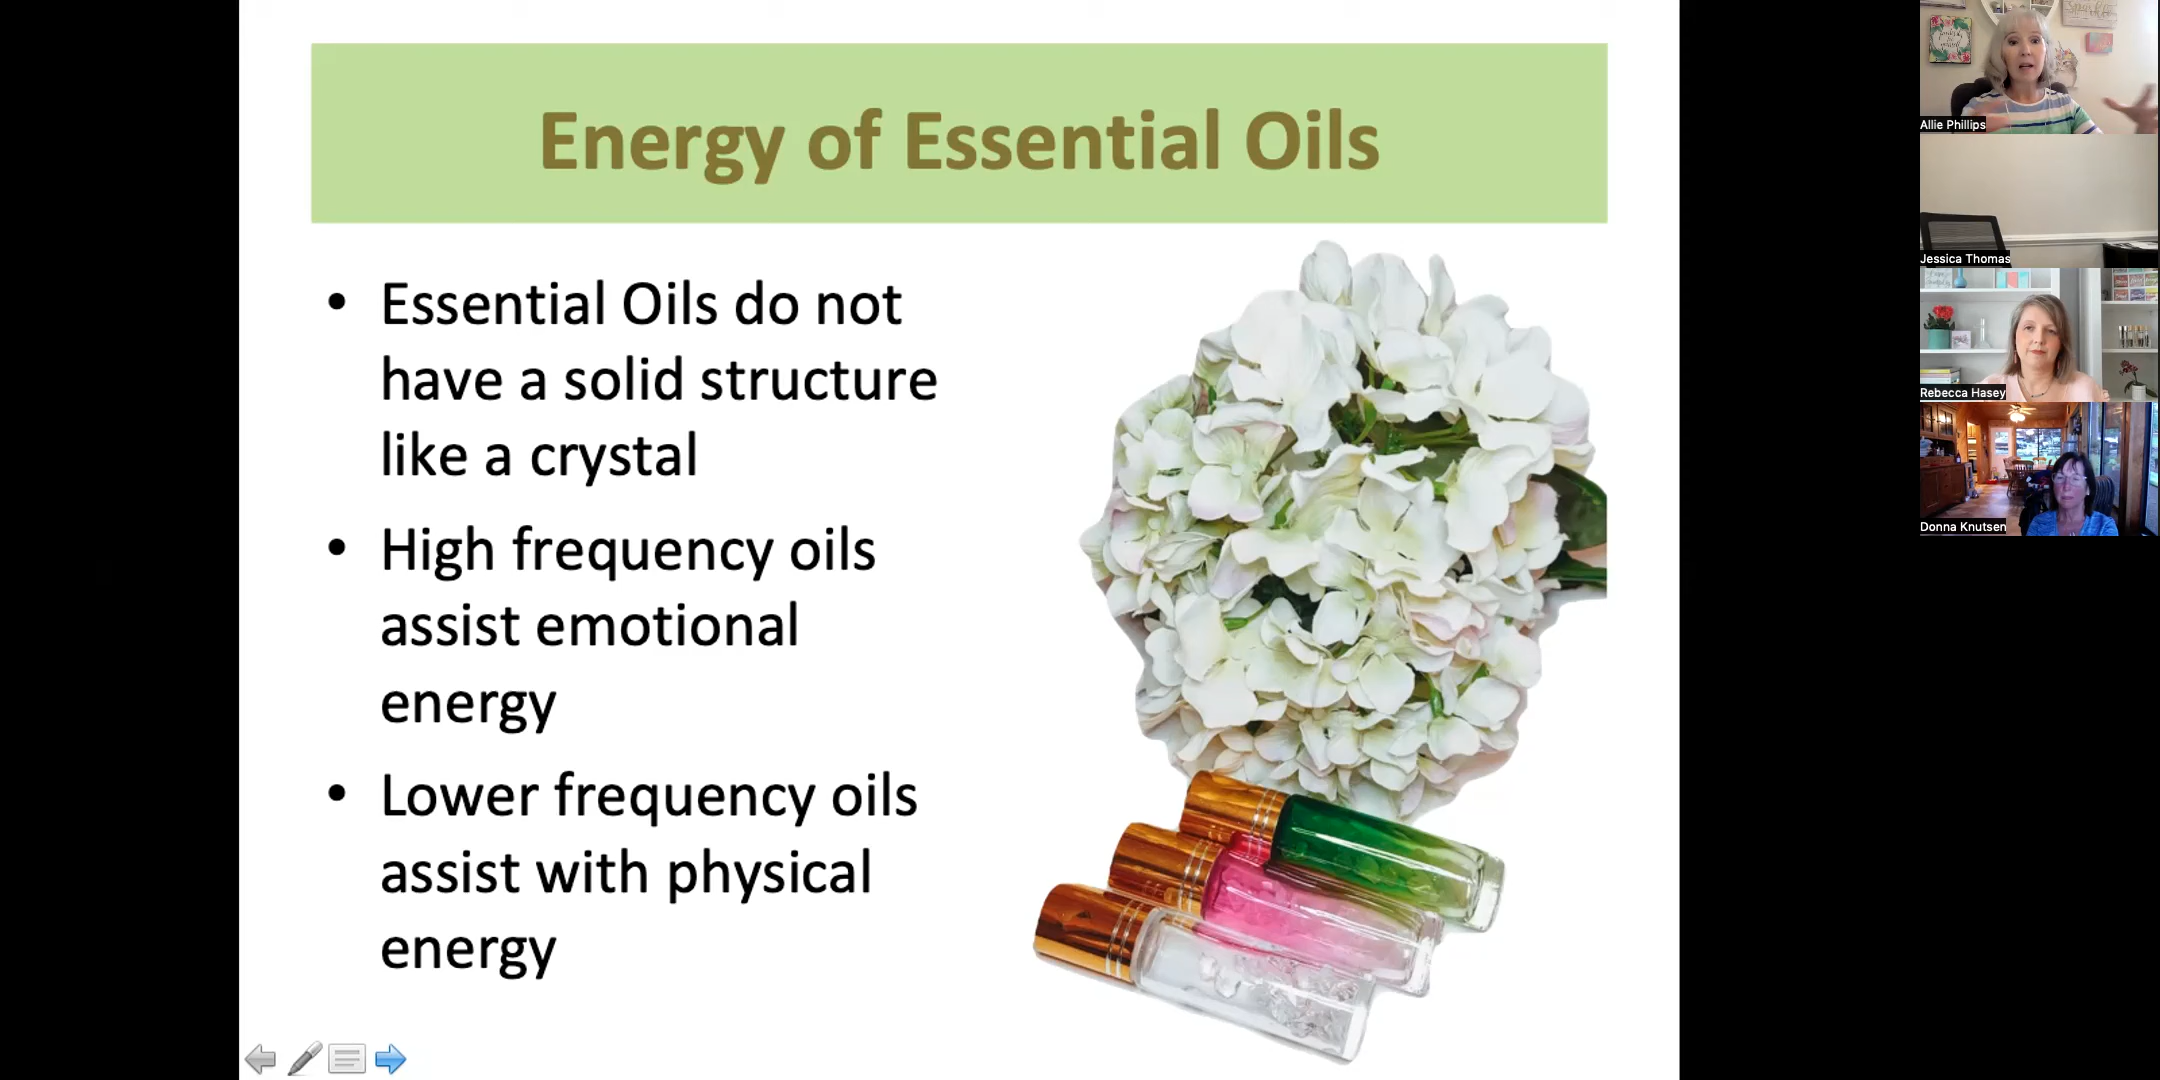 Energy of Essential Oils
• Essential Oils do not
have a solid structure
like a crystal
• High frequency oils
assist emotional
energy
• Lower frequency oils
assist with physical
energy
Allie Phillips
Jessica Thomas
Rebecca Hasey
Donna Knutsen